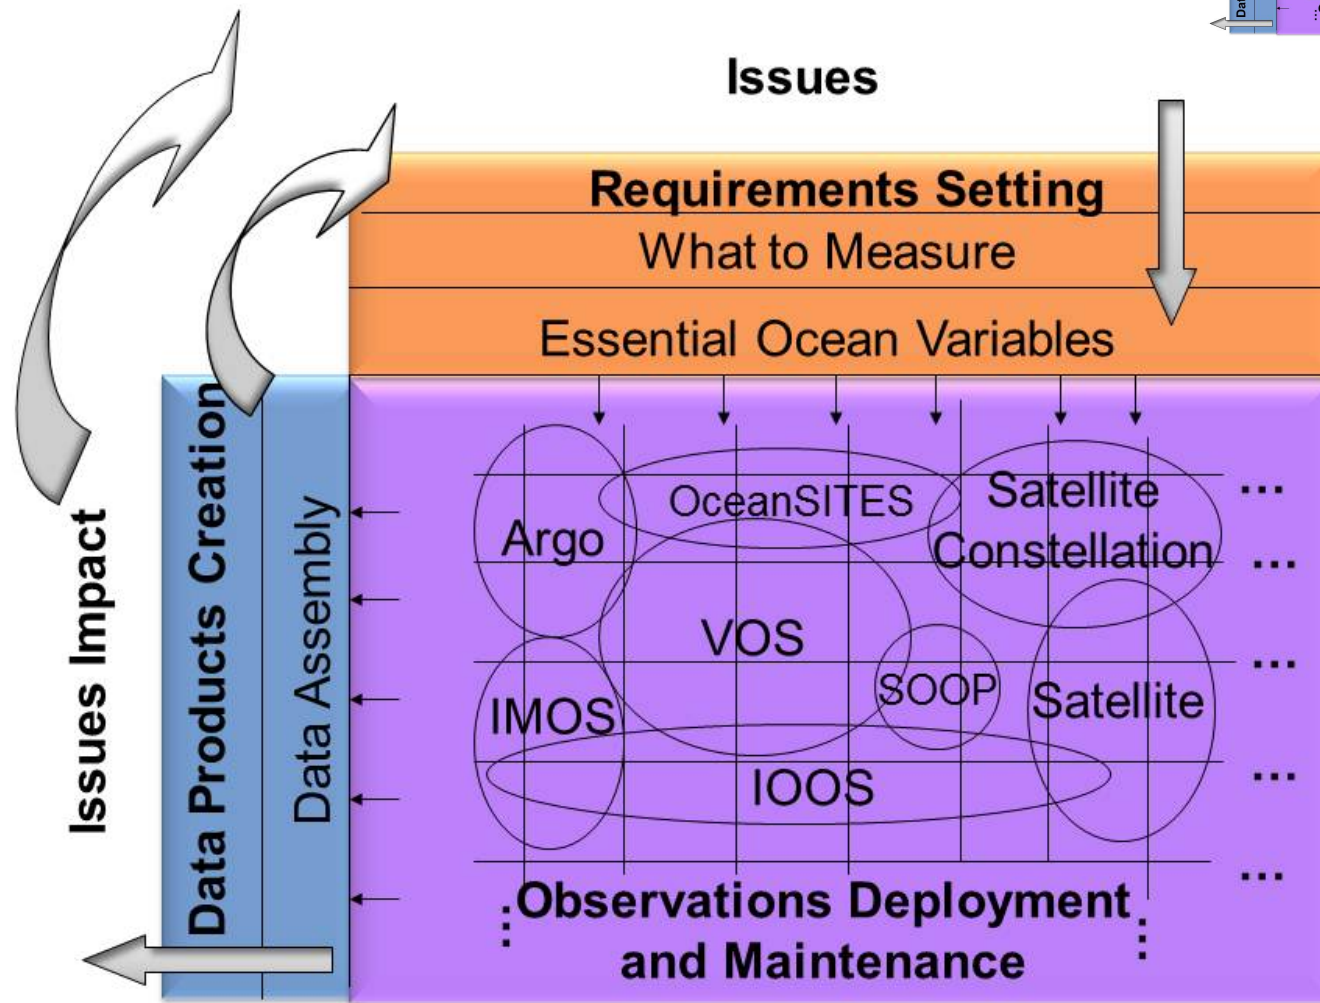 Issues
Requirements Setting
What to Measure
Essential Ocean Variables
Issues Impact
Data Products Creation
Data Assembly
Argo
OceanSITES
Satellite
Constellation
...
...
VOS
SOOP
IMOS
Satellite
...
IOOS
...
...
Observations Deployment
and Maintenance
...
...